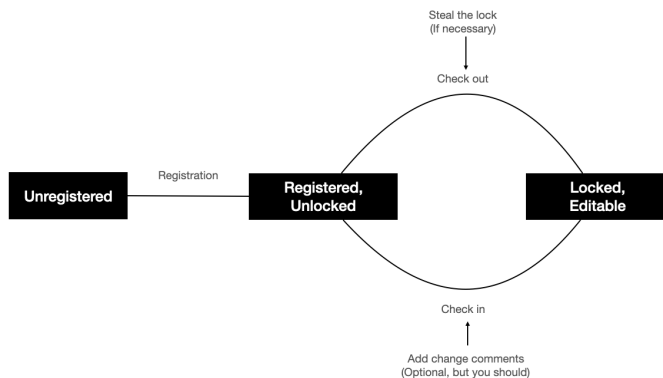 Steal the lock
(If necessary)
Check out
Registration
Unregistered
Registered,
Unlocked
Locked,
Editable
Check in
Add change comments
(Optional, but you should)